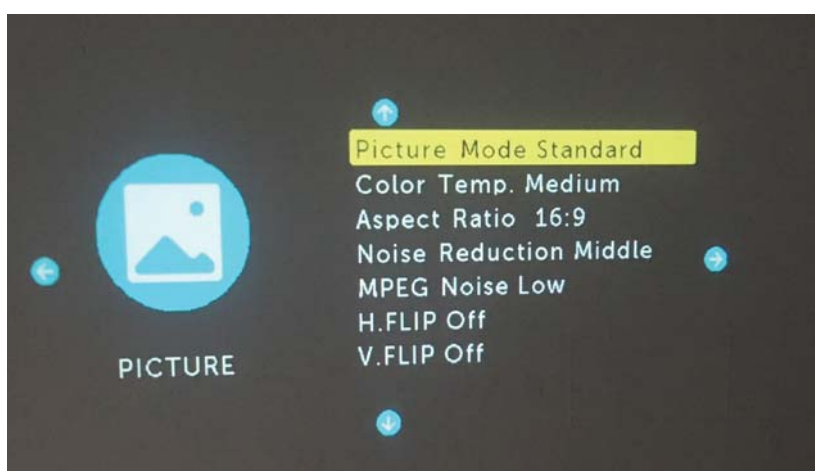 Picture Mode Standard
Color Temp. Medium
Aspect Ratio 16:9
Noise Reduction Middle
MPEG Noise Low
H.FLIP Off
V.FLIP Off
PICTURE